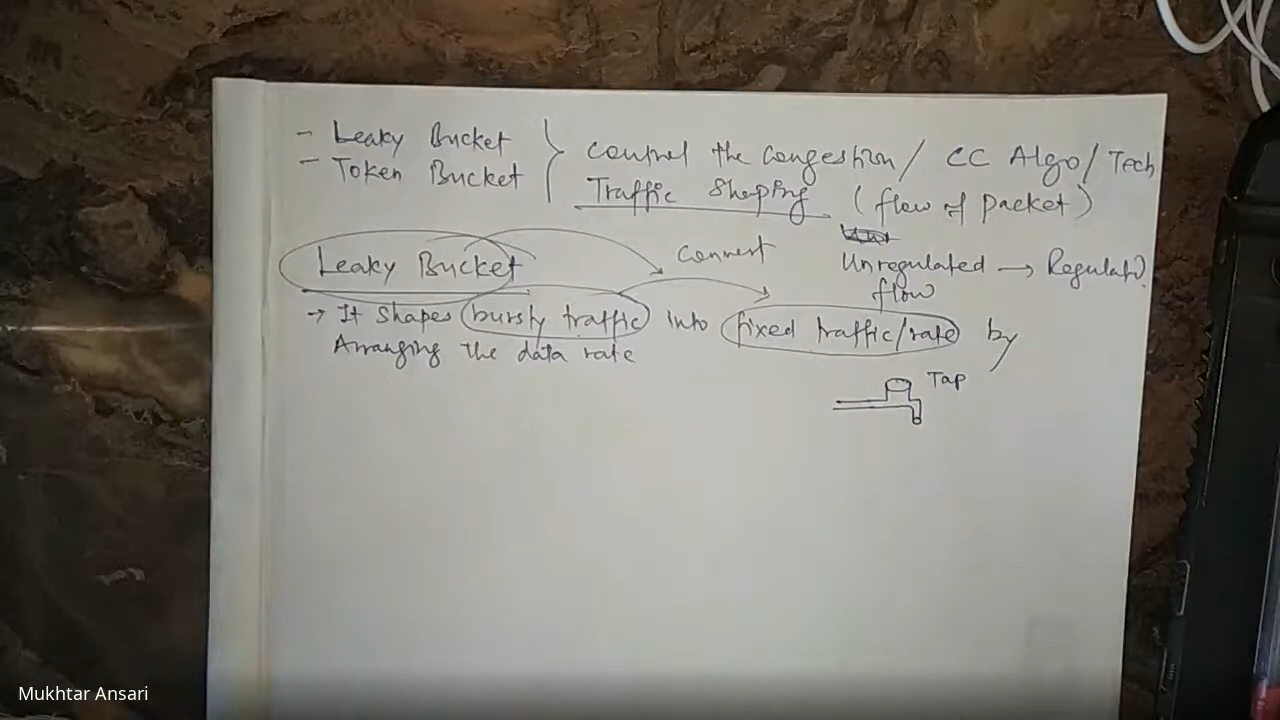 - Leaky Bucket
- Token Bucket
control the congestion / CC Algo / Tech
Traffic Shaping (flow of packet)
Leaky Bucket
Convert
Unregulated → Regulated
flow
→ It shapes bursty traffic into fixed traffic/rate by
Arranging the data rate
Tap
Mukhtar Ansari